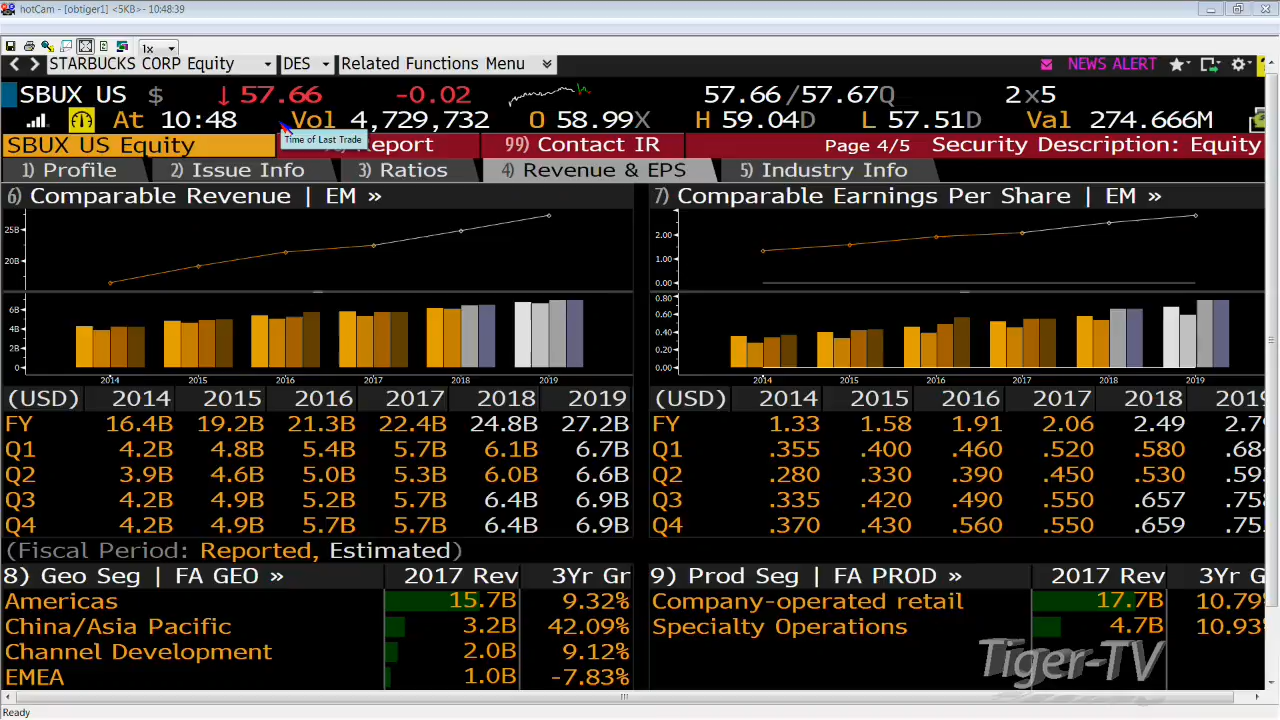 hotCam - [obtiger1] <5KB> - 10:48:39
1x
STARBUCKS CORP Equity DES Related Functions Menu NEWS ALERT
SBUX US $ ↓57.66 -0.02 57.66/57.67Q 2x5
At 10:48 Vol 4,729,732 O 58.99X H 59.04D L 57.51D Val 274.666M
Time of Last Trade
SBUX US Equity Report 99) Contact IR Page 4/5 Security Description: Equity
1) Profile 2) Issue Info 3) Ratios 4) Revenue & EPS 5) Industry Info
6) Comparable Revenue | EM » 7) Comparable Earnings Per Share | EM »
25B
20B
2.00
1.00
0.00
6B
4B
2B
0
0.80
0.60
0.40
0.20
0.00
2014 2015 2016 2017 2018 2019 2014 2015 2016 2017 2018 2019
(USD) 2014 2015 2016 2017 2018 2019 (USD) 2014 2015 2016 2017 2018 2019
FY 16.4B 19.2B 21.3B 22.4B 24.8B 27.2B FY 1.33 1.58 1.91 2.06 2.49 2.79
Q1 4.2B 4.8B 5.4B 5.7B 6.1B 6.7B Q1 .355 .400 .460 .520 .580 .684
Q2 3.9B 4.6B 5.0B 5.3B 6.0B 6.6B Q2 .280 .330 .390 .450 .530 .593
Q3 4.2B 4.9B 5.2B 5.7B 6.4B 6.9B Q3 .335 .420 .490 .550 .657 .758
Q4 4.2B 4.9B 5.7B 5.7B 6.4B 6.9B Q4 .370 .430 .560 .550 .659 .75
(Fiscal Period: Reported, Estimated)
8) Geo Seg | FA GEO » 2017 Rev 3Yr Gr 9) Prod Seg | FA PROD » 2017 Rev 3Yr G
Americas 15.7B 9.32% Company-operated retail 17.7B 10.79%
China/Asia Pacific 3.2B 42.09% Specialty Operations 4.7B 10.93%
Channel Development 2.0B 9.12%
EMEA 1.0B -7.83%
Tiger-TV
Ready